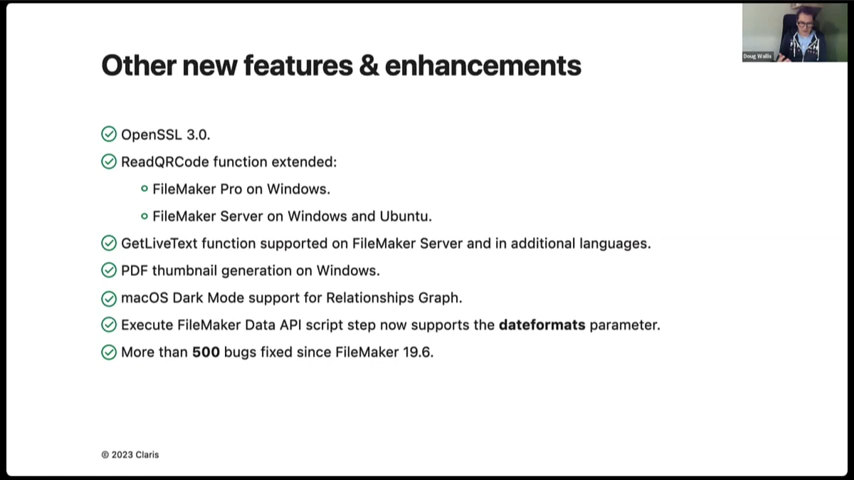 Doug Wallis
Other new features & enhancements
OpenSSL 3.0.
ReadQRCode function extended:
FileMaker Pro on Windows.
FileMaker Server on Windows and Ubuntu.
GetLiveText function supported on FileMaker Server and in additional languages.
PDF thumbnail generation on Windows.
macOS Dark Mode support for Relationships Graph.
Execute FileMaker Data API script step now supports the dateformats parameter.
More than 500 bugs fixed since FileMaker 19.6.
© 2023 Claris